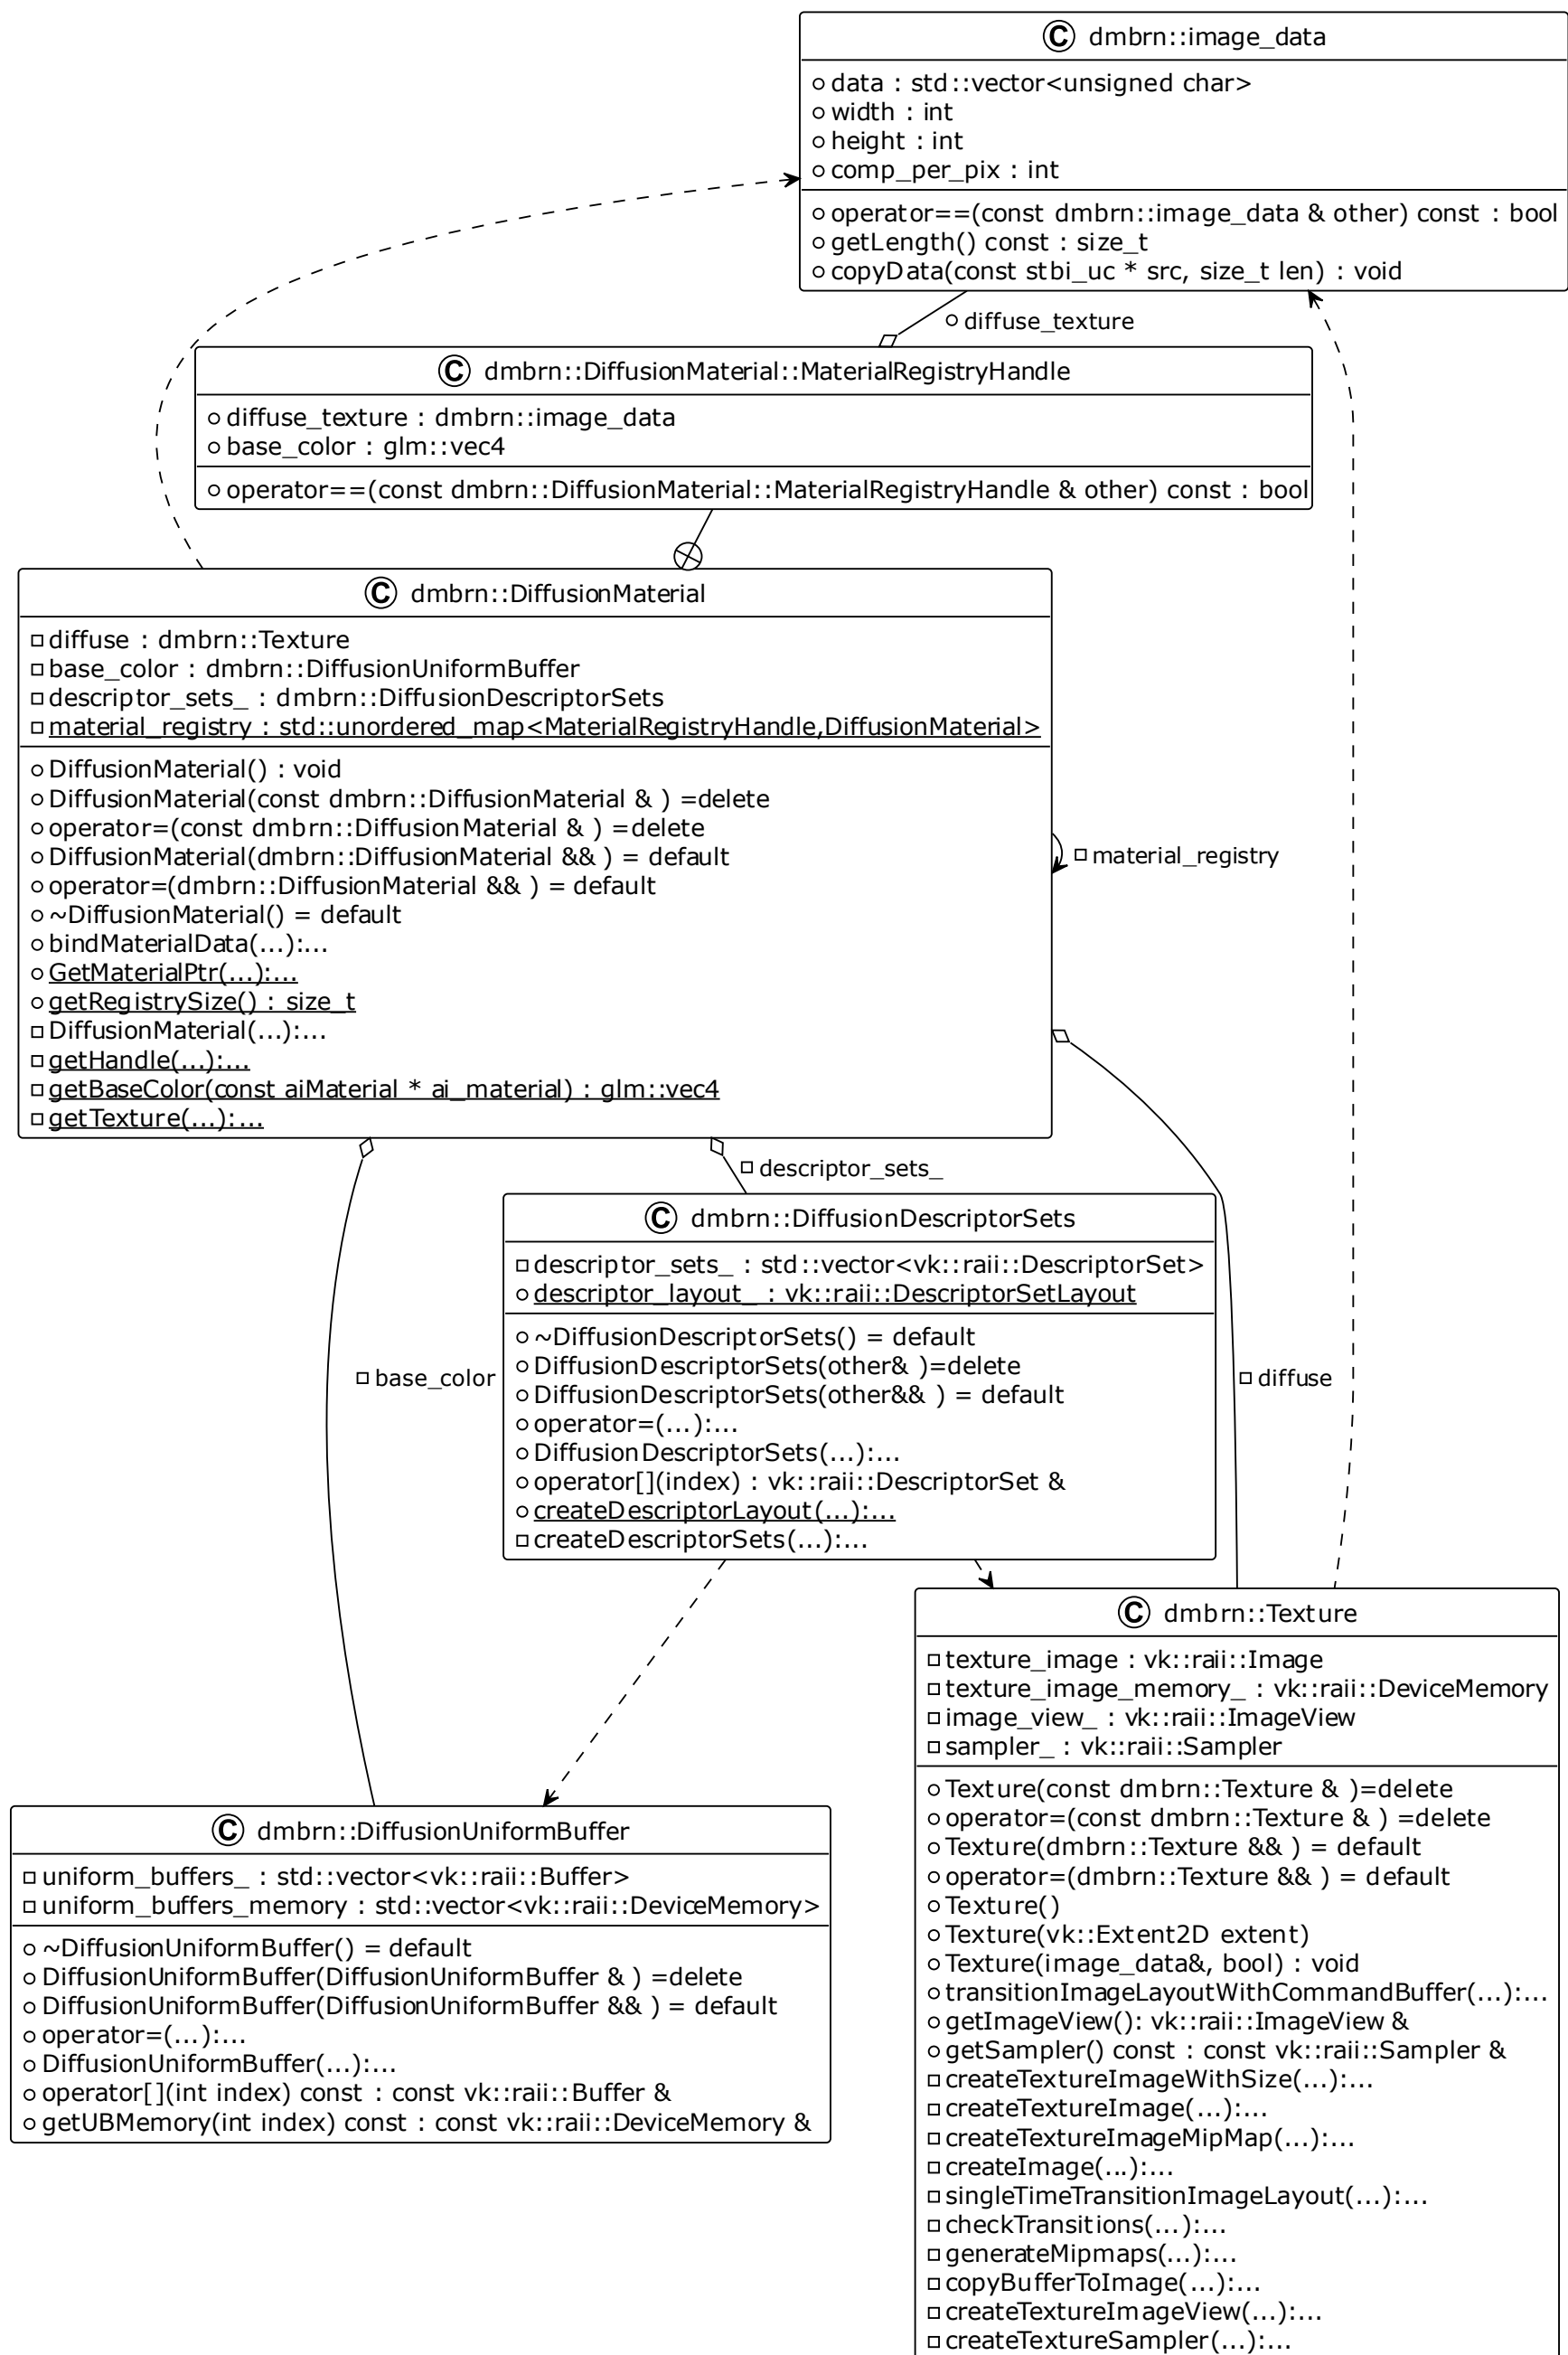 C dmbrn::image_data
data : std::vector<unsigned char>
width : int
height : int
comp_per_pix : int
operator==(const dmbrn::image_data & other) const : bool
getLength() const : size_t
copyData(const stbi_uc * src, size_t len) : void
diffuse_texture
C dmbrn::DiffusionMaterial::MaterialRegistryHandle
diffuse_texture : dmbrn::image_data
base_color : glm::vec4
operator==(const dmbrn::DiffusionMaterial::MaterialRegistryHandle & other) const : bool
C dmbrn::DiffusionMaterial
diffuse : dmbrn::Texture
base_color : dmbrn::DiffusionUniformBuffer
descriptor_sets_ : dmbrn::DiffusionDescriptorSets
material_registry : std::unordered_map<MaterialRegistryHandle,DiffusionMaterial>
DiffusionMaterial() : void
DiffusionMaterial(const dmbrn::DiffusionMaterial & ) =delete
operator=(const dmbrn::DiffusionMaterial & ) =delete
DiffusionMaterial(dmbrn::DiffusionMaterial && ) = default
operator=(dmbrn::DiffusionMaterial && ) = default
~DiffusionMaterial() = default
bindMaterialData(...):...
GetMaterialPtr(...):...
getRegistrySize() : size_t
DiffusionMaterial(...):...
getHandle(...):...
getBaseColor(const aiMaterial * ai_material) : glm::vec4
getTexture(...):...
material_registry
descriptor_sets_
C dmbrn::DiffusionDescriptorSets
descriptor_sets_ : std::vector<vk::raii::DescriptorSet>
descriptor_layout_ : vk::raii::DescriptorSetLayout
~DiffusionDescriptorSets() = default
DiffusionDescriptorSets(other& )=delete
DiffusionDescriptorSets(other&& ) = default
operator=(...):...
DiffusionDescriptorSets(...):...
operator[](index) : vk::raii::DescriptorSet &
createDescriptorLayout(...):...
createDescriptorSets(...):...
base_color
diffuse
C dmbrn::DiffusionUniformBuffer
uniform_buffers_ : std::vector<vk::raii::Buffer>
uniform_buffers_memory : std::vector<vk::raii::DeviceMemory>
~DiffusionUniformBuffer() = default
DiffusionUniformBuffer(DiffusionUniformBuffer & ) =delete
DiffusionUniformBuffer(DiffusionUniformBuffer && ) = default
operator=(...):...
DiffusionUniformBuffer(...):...
operator[](int index) const : const vk::raii::Buffer &
getUBMemory(int index) const : const vk::raii::DeviceMemory &
C dmbrn::Texture
texture_image : vk::raii::Image
texture_image_memory_ : vk::raii::DeviceMemory
image_view_ : vk::raii::ImageView
sampler_ : vk::raii::Sampler
Texture(const dmbrn::Texture & )=delete
operator=(const dmbrn::Texture & ) =delete
Texture(dmbrn::Texture && ) = default
operator=(dmbrn::Texture && ) = default
Texture()
Texture(vk::Extent2D extent)
Texture(image_data&, bool) : void
transitionImageLayoutWithCommandBuffer(...):...
getImageView(): vk::raii::ImageView &
getSampler() const : const vk::raii::Sampler &
createTextureImageWithSize(...):...
createTextureImage(...):...
createTextureImageMipMap(...):...
createImage(...):...
singleTimeTransitionImageLayout(...):...
checkTransitions(...):...
generateMipmaps(...):...
copyBufferToImage(...):...
createTextureImageView(...):...
createTextureSampler(...):...